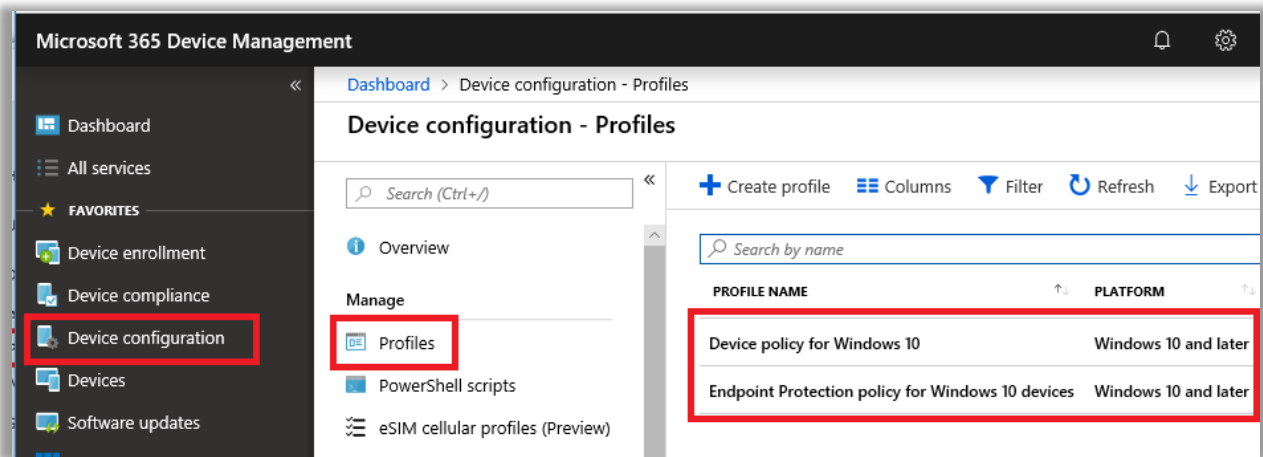 Microsoft 365 Device Management
Dashboard > Device configuration - Profiles
Device configuration - Profiles
Dashboard
All services
FAVORITES
Device enrollment
Device compliance
Device configuration
Devices
Software updates
Search (Ctrl+/)
Overview
Manage
Profiles
PowerShell scripts
eSIM cellular profiles (Preview)
Create profile Columns Filter Refresh Export
Search by name
PROFILE NAME PLATFORM
Device policy for Windows 10 Windows 10 and later
Endpoint Protection policy for Windows 10 devices Windows 10 and later